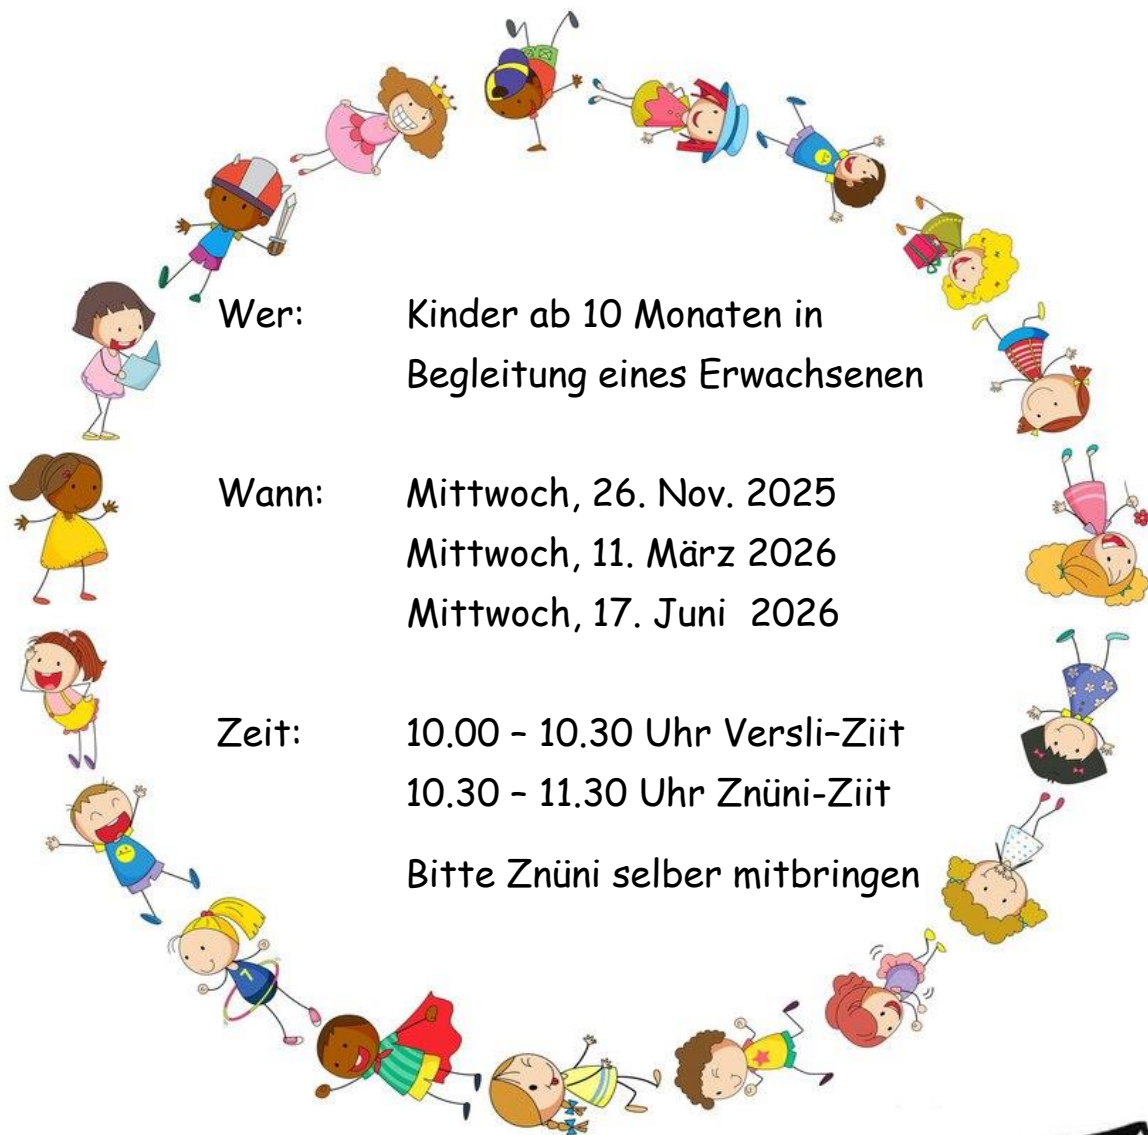 Wer: Kinder ab 10 Monaten in
Begleitung eines Erwachsenen
Wann: Mittwoch, 26. Nov. 2025
Mittwoch, 11. März 2026
Mittwoch, 17. Juni 2026
Zeit: 10.00 – 10.30 Uhr Versli-Ziit
10.30 – 11.30 Uhr Znüni-Ziit
Bitte Znüni selber mitbringen
7